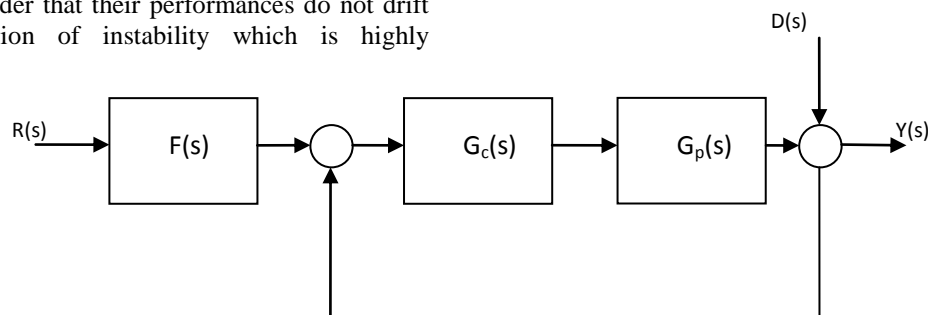 der that their performances do not drift
ion of instability which is highly
D(s)
R(s)
F(s)
Gc(s)
Gp(s)
Y(s)